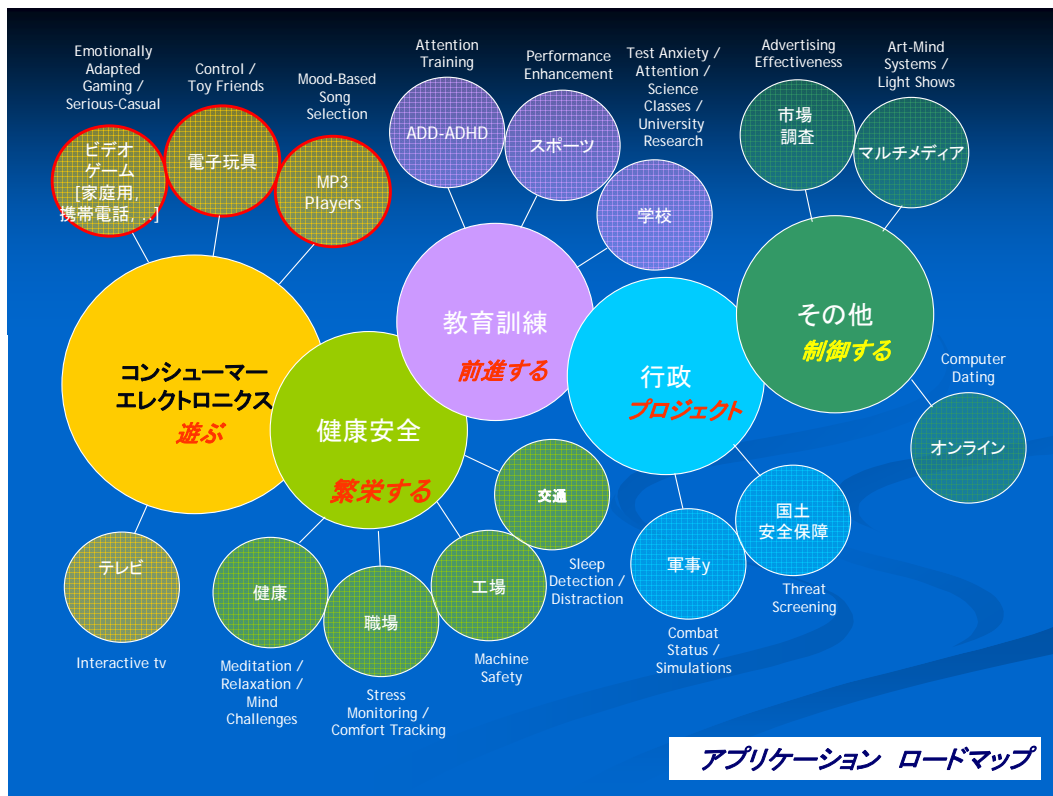 Emotionally
Adapted
Gaming /
Serious-Casual
Control /
Toy Friends
Mood-Based
Song
Selection
Attention
Training
Performance
Enhancement
Test Anxiety /
Attention /
Science
Classes /
University
Research
Advertising
Effectiveness
Art-Mind
Systems /
Light Shows
ビデオ
ゲーム
[家庭用,
携帯電話, ..]
電子玩具
MP3
Players
ADD-ADHD
スポーツ
学校
市場
調査
マルチメディア
コンシューマー
エレクトロニクス
遊ぶ
健康安全
繁栄する
教育訓練
前進する
行政
プロジェクト
その他
制御する
Computer
Dating
オンライン
テレビ
Interactive tv
健康
Meditation /
Relaxation /
Mind
Challenges
職場
Stress
Monitoring /
Comfort Tracking
工場
Machine
Safety
交通
Sleep
Detection /
Distraction
軍事y
Combat
Status /
Simulations
国土
安全保障
Threat
Screening
アプリケーション ロードマップ